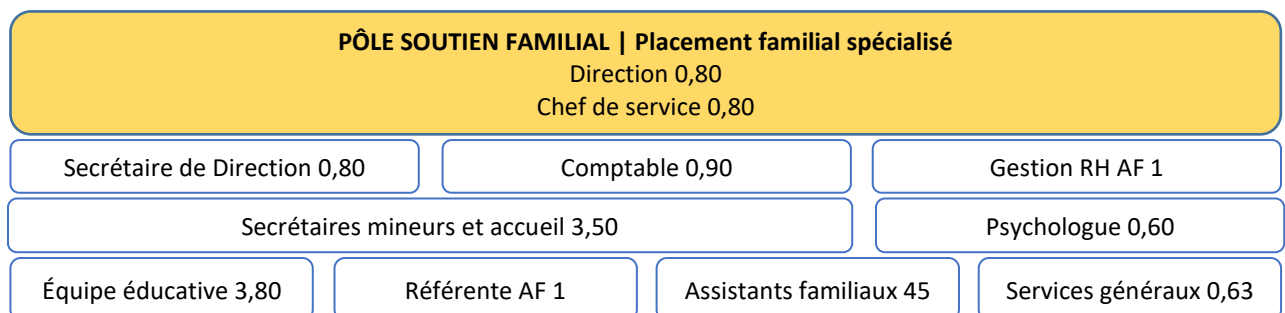 PÔLE SOUTIEN FAMILIAL | Placement familial spécialisé
Direction 0,80
Chef de service 0,80
Secrétaire de Direction 0,80
Comptable 0,90
Gestion RH AF 1
Secrétaires mineurs et accueil 3,50
Psychologue 0,60
Équipe éducative 3,80
Référente AF 1
Assistants familiaux 45
Services généraux 0,63